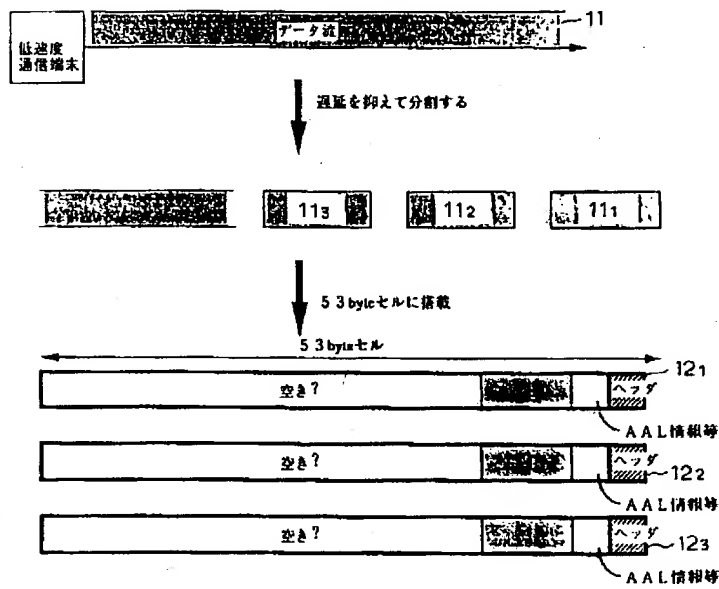 11
データ流
低速度
通信端末
遅延を抑えて分割する
11₃ 11₂ 11₁
53byteセルに搭載
53byteセル
12₁
空き? ヘッダ
AAL情報等
空き? ヘッダ
12₂
AAL情報等
空き? ヘッダ
12₃
AAL情報等